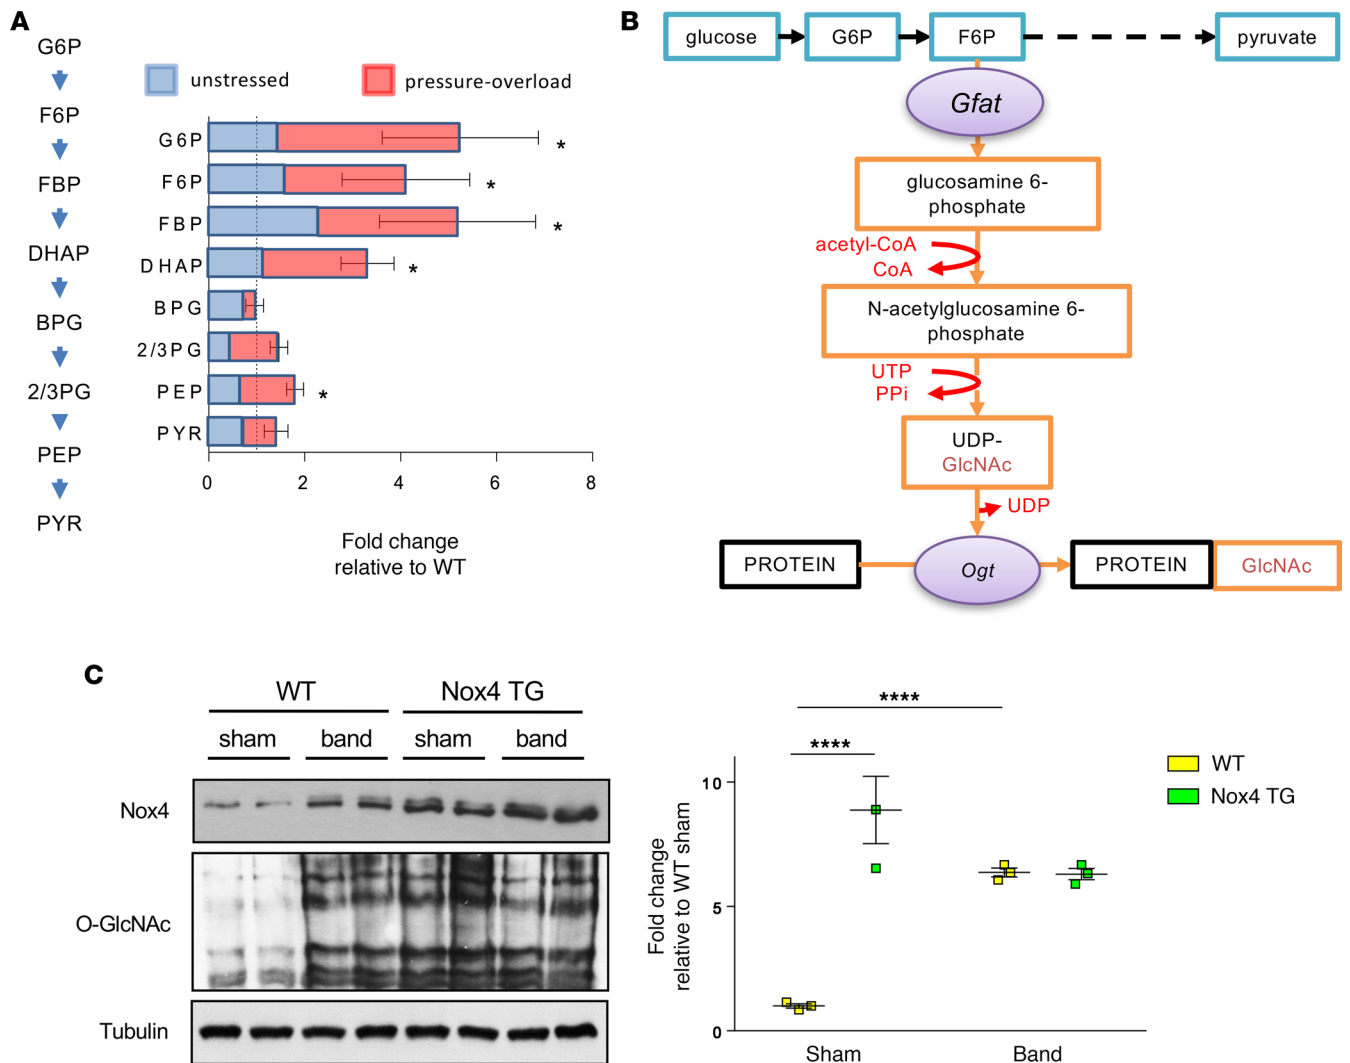 A
G6P
F6P
FBP
DHAP
BPG
2/3PG
PEP
PYR
unstressed
pressure-overload
G6P
*
F6P
*
FBP
*
DHAP
*
BPG
2/3PG
PEP
*
PYR
0 2 4 6 8
Fold change
relative to WT
B
glucose G6P F6P pyruvate
Gfat
glucosamine 6-
phosphate
acetyl-CoA
CoA
N-acetylglucosamine 6-
phosphate
UTP
PPi
UDP-
GlcNAc
UDP
PROTEIN Ogt PROTEIN GlcNAc
C
WT Nox4 TG
sham band sham band
Nox4
O-GlcNAc
Tubulin
****
****
WT
Nox4 TG
Fold change
relative to WT sham
10
5
0
Sham Band